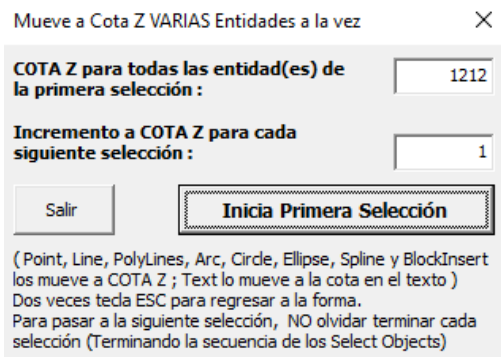 Mueve a Cota Z VARIAS Entidades a la vez
COTA Z para todas las entidad(es) de
la primera selección :
1212
Incremento a COTA Z para cada
siguiente selección :
1
Salir
Inicia Primera Selección
( Point, Line, PolyLines, Arc, Circle, Ellipse, Spline y BlockInsert
los mueve a COTA Z ; Text lo mueve a la cota en el texto )
Dos veces tecla ESC para regresar a la forma.
Para pasar a la siguiente selección, NO olvidar terminar cada
selección (Terminando la secuencia de los Select Objects)